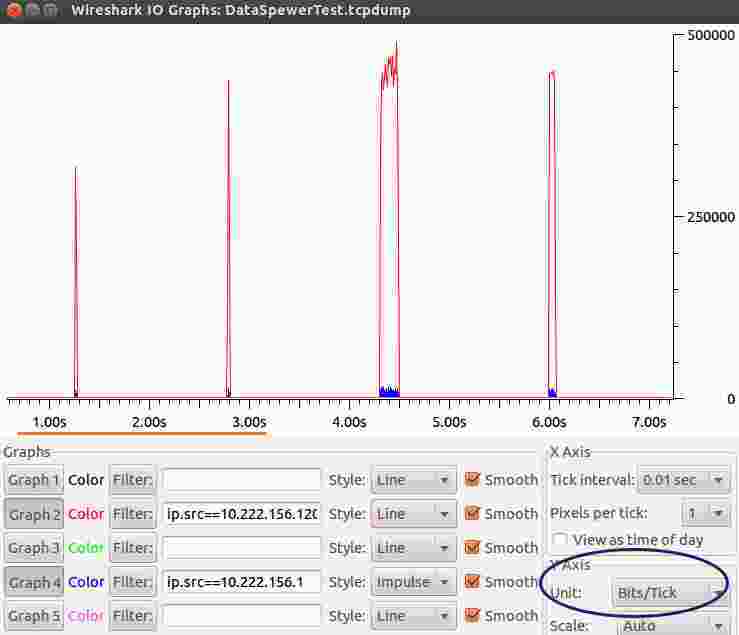 Wireshark IO Graphs: DataSpewerTest.tcpdump
500000
250000
0
1.00s 2.00s 3.00s 4.00s 5.00s 6.00s 7.00s
Graphs
Graph 1 Color Filter: Style: Line Smooth
Graph 2 Color Filter: ip.src==10.222.156.120 Style: Line Smooth
Graph 3 Color Filter: Style: Line Smooth
Graph 4 Color Filter: ip.src==10.222.156.1 Style: Impulse Smooth
Graph 5 Color Filter: Style: Line Smooth
X Axis
Tick interval: 0.01 sec
Pixels per tick: 1
View as time of day
Y Axis
Unit: Bits/Tick
Scale: Auto